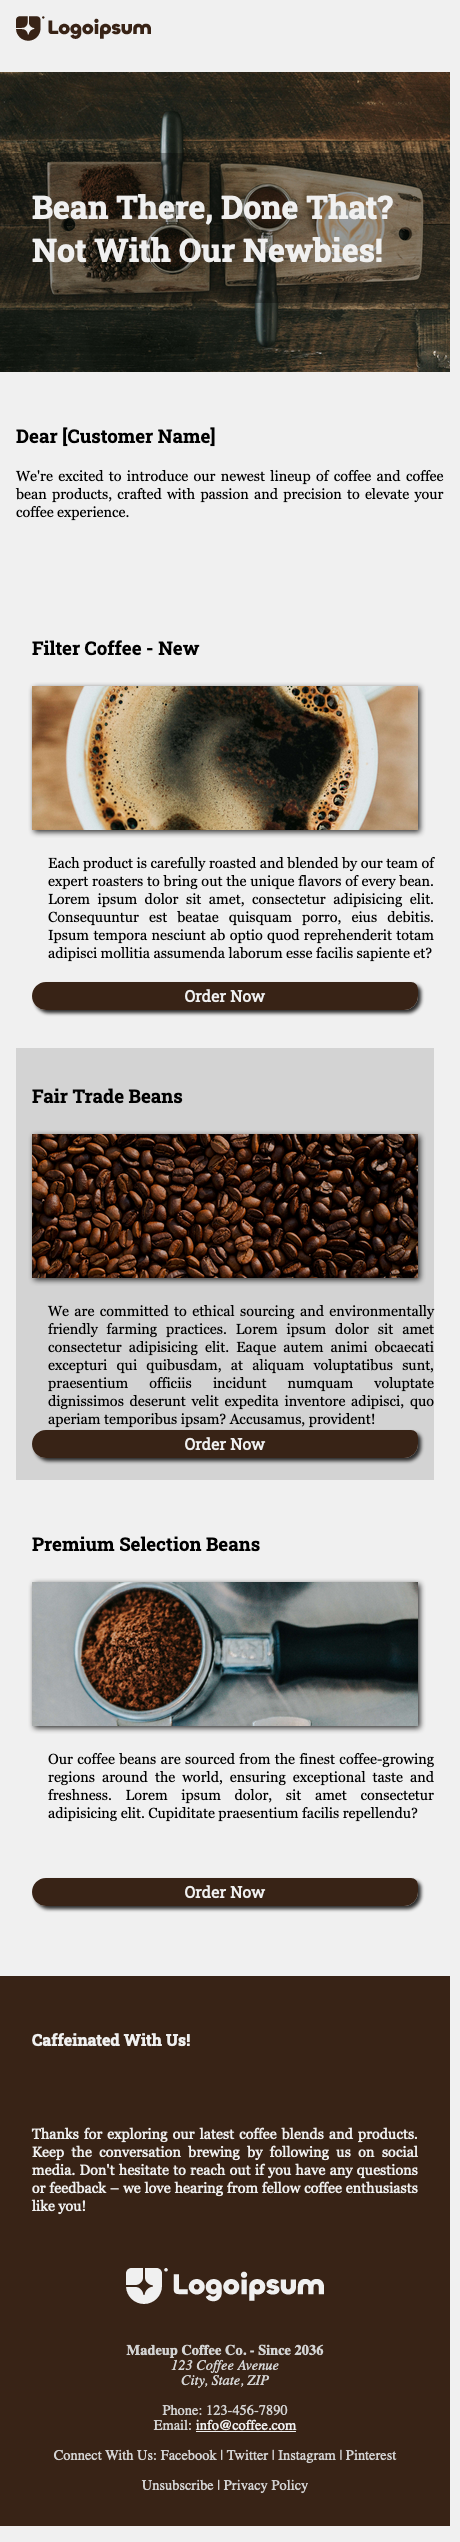 Logoipsum
Bean There, Done That?
Not With Our Newbies!
Dear [Customer Name]
We're excited to introduce our newest lineup of coffee and coffee
bean products, crafted with passion and precision to elevate your
coffee experience.
Filter Coffee - New
Each product is carefully roasted and blended by our team of
expert roasters to bring out the unique flavors of every bean.
Lorem ipsum dolor sit amet, consectetur adipisicing elit.
Consequuntur est beatae quisquam porro, eius debitis.
Ipsum tempora nesciunt ab optio quod reprehenderit totam
adipisci mollitia assumenda laborum esse facilis sapiente et?
Order Now
Fair Trade Beans
We are committed to ethical sourcing and environmentally
friendly farming practices. Lorem ipsum dolor sit amet
consectetur adipisicing elit. Eaque autem animi obcaecati
excepturi qui quibusdam, at aliquam voluptatibus sunt,
praesentium officiis incidunt numquam voluptate
dignissimos deserunt velit expedita inventore adipisci, quo
aperiam temporibus ipsam? Accusamus, provident!
Order Now
Premium Selection Beans
Our coffee beans are sourced from the finest coffee-growing
regions around the world, ensuring exceptional taste and
freshness. Lorem ipsum dolor, sit amet consectetur
adipisicing elit. Cupiditate praesentium facilis repellendu?
Order Now
Caffeinated With Us!
Thanks for exploring our latest coffee blends and products.
Keep the conversation brewing by following us on social
media. Don't hesitate to reach out if you have any questions
or feedback – we love hearing from fellow coffee enthusiasts
like you!
Logoipsum
Madeup Coffee Co. - Since 2036
123 Coffee Avenue
City, State, ZIP
Phone: 123-456-7890
Email: info@coffee.com
Connect With Us: Facebook | Twitter | Instagram | Pinterest
Unsubscribe | Privacy Policy